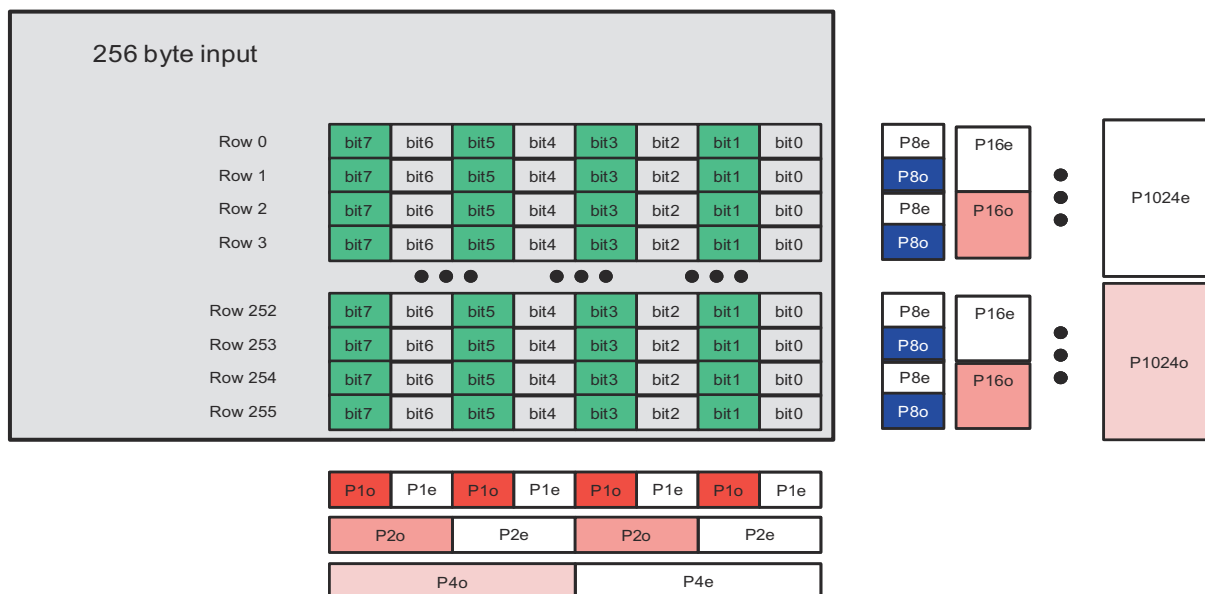 256 byte input
Row 0 bit7 bit6 bit5 bit4 bit3 bit2 bit1 bit0 P8e P16e
Row 1 bit7 bit6 bit5 bit4 bit3 bit2 bit1 bit0 P8o
Row 2 bit7 bit6 bit5 bit4 bit3 bit2 bit1 bit0 P8e P16o P1024e
Row 3 bit7 bit6 bit5 bit4 bit3 bit2 bit1 bit0 P8o
Row 252 bit7 bit6 bit5 bit4 bit3 bit2 bit1 bit0 P8e P16e
Row 253 bit7 bit6 bit5 bit4 bit3 bit2 bit1 bit0 P8o
Row 254 bit7 bit6 bit5 bit4 bit3 bit2 bit1 bit0 P8e P16o P1024o
Row 255 bit7 bit6 bit5 bit4 bit3 bit2 bit1 bit0 P8o
P1o P1e P1o P1e P1o P1e P1o P1e
P2o P2e P2o P2e
P4o P4e